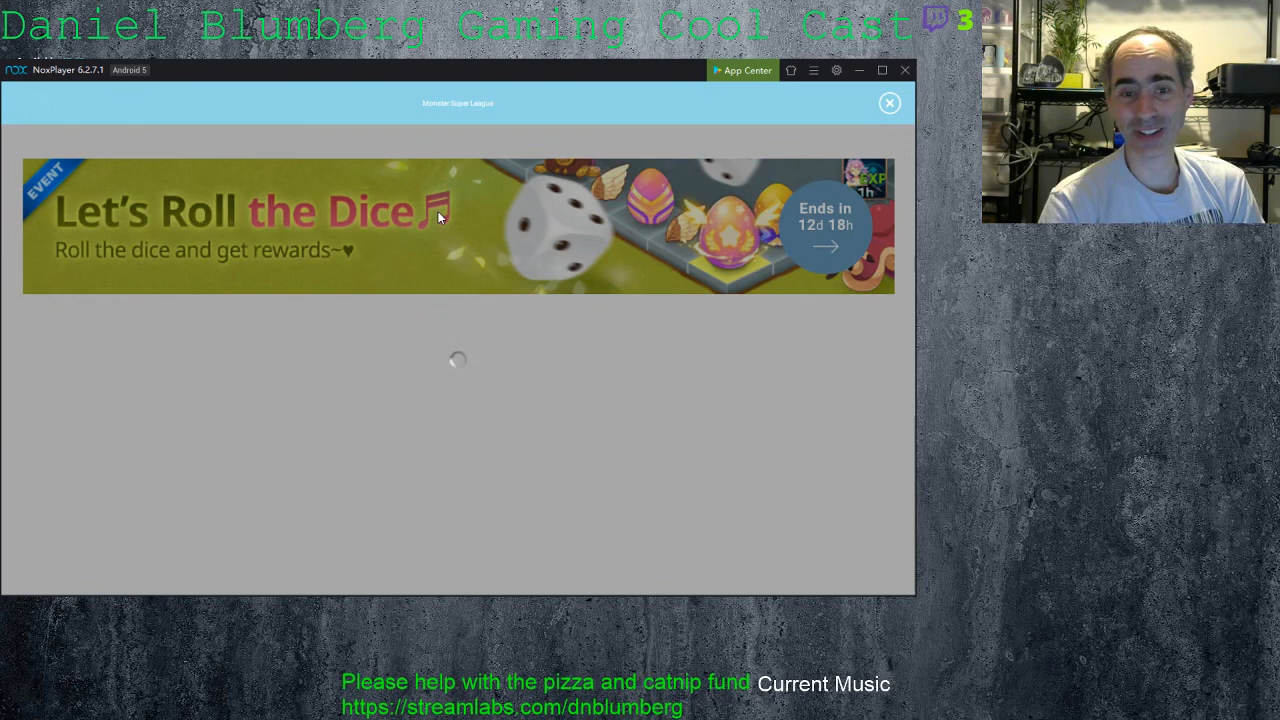 Daniel Blumberg Gaming Cool Cast 3
nox NoxPlayer 6.2.7.1 Android 5 App Center
Monster Super League
EVENT
Let's Roll the Dice♬
Roll the dice and get rewards~♥
EXP
1h
Ends in
12d 18h
Please help with the pizza and catnip fund
https://streamlabs.com/dnblumberg
Current Music